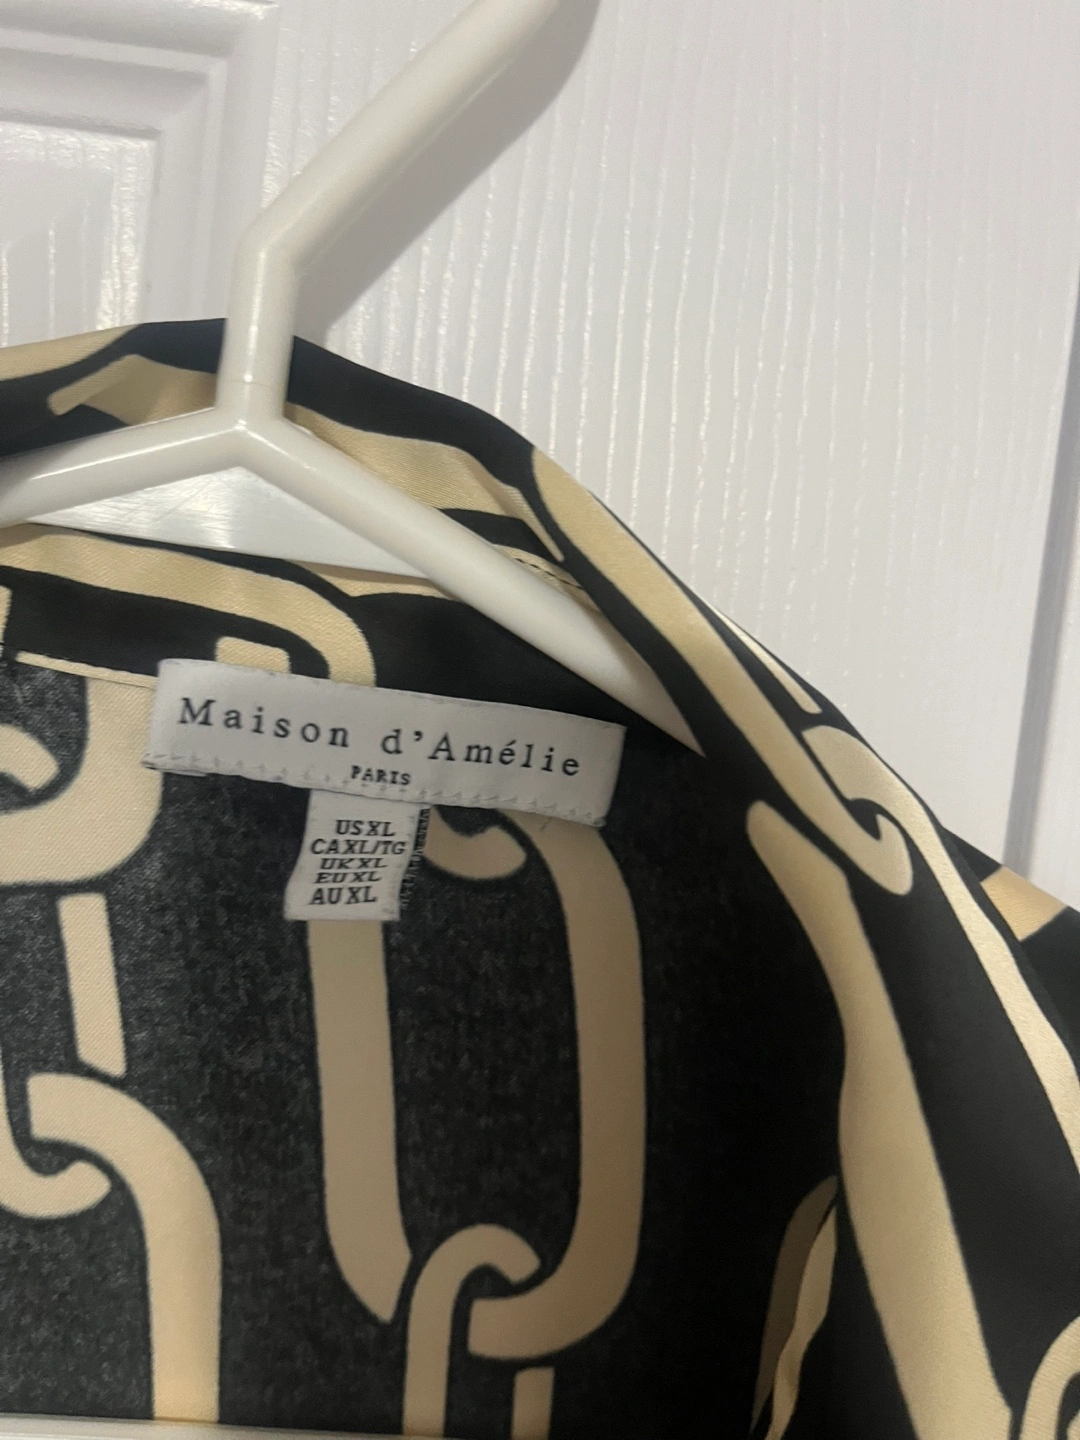 Maison d'Amélie
PARIS
US XL
CA XL/TG
UK XL
EU XL
AU XL